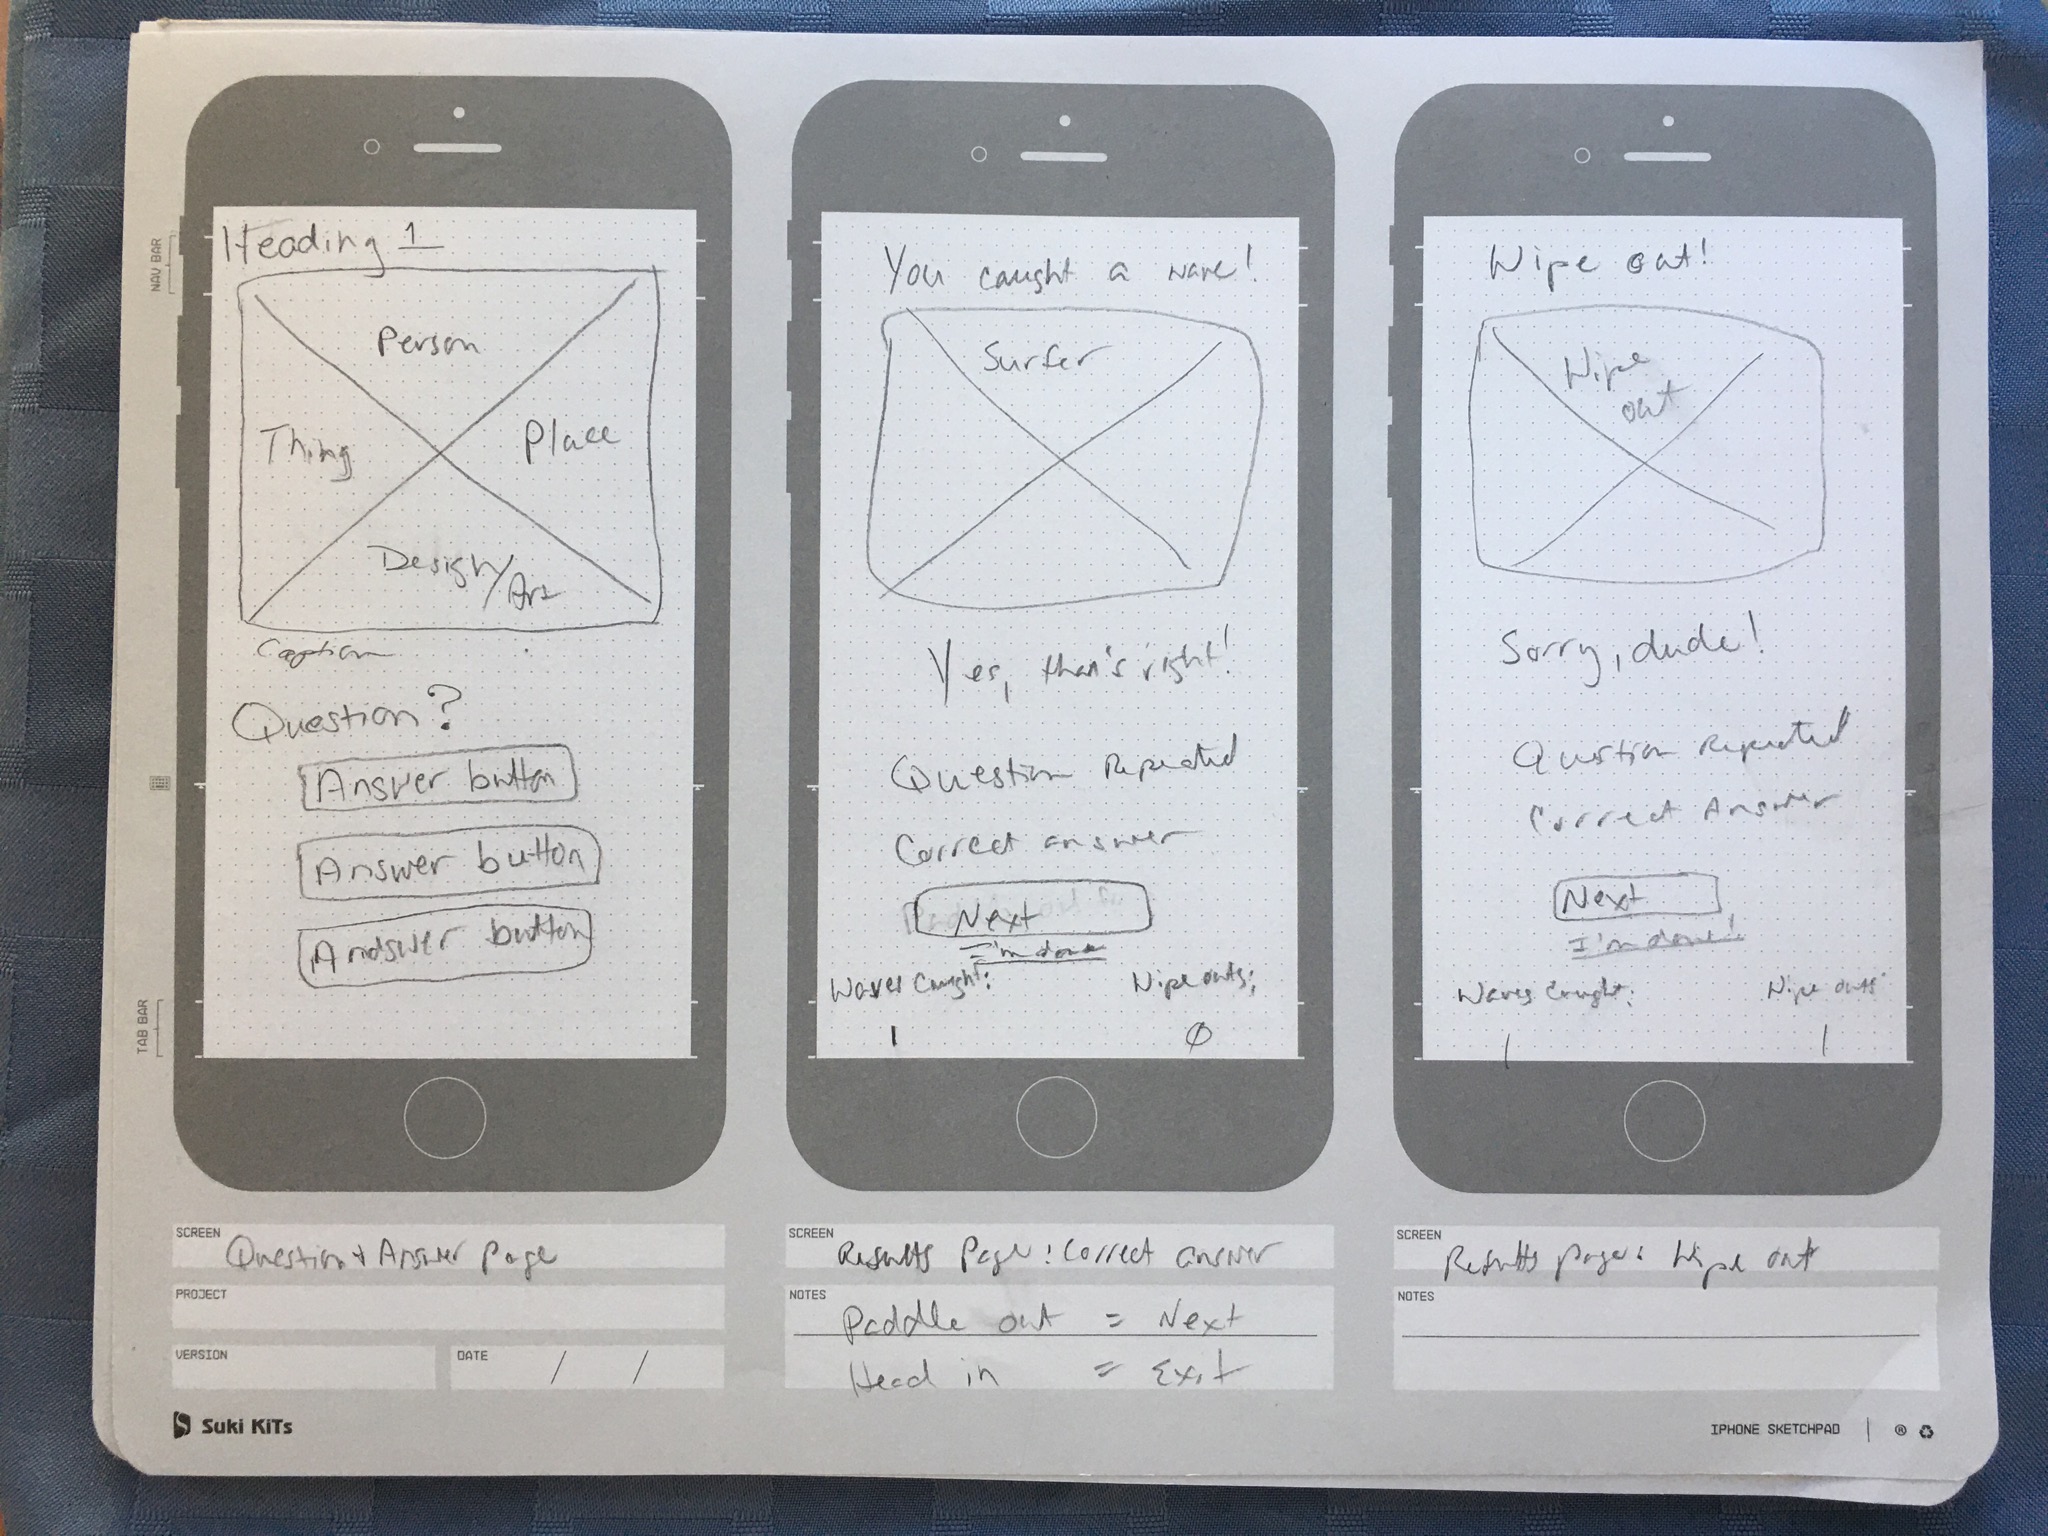 NAV BAR
TAB BAR
Heading 1
Person
Thing
Place
Design/Art
Caption
Question?
Answer button
Answer button
Andswer button
SCREEN
Question + Answer page
PROJECT
VERSION
DATE / /
You caught a wave!
Surfer
Yes, than's right!
Question repeated
Correct answer
Next
I'm done
Waves Caught: Wipe outs:
1 0
SCREEN
Results page: Correct answer
NOTES
Paddle out = Next
Head in = Exit
Wipe out!
Wipe
out
Sorry, dude!
Question repeated
Correct Answer
Next
I'm done!
Waves Caught: Wipe outs
1 1
SCREEN
Results page: Wipe out
NOTES
Suki KiTs
IPHONE SKETCHPAD | ®